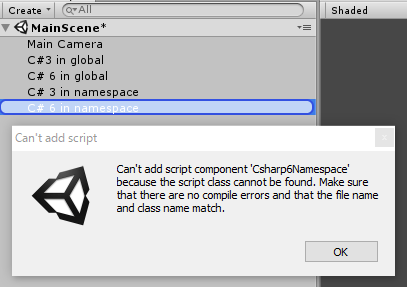 Create All Shaded
MainScene*
Main Camera
C#3 in global
C# 6 in global
C# 3 in namespace
C# 6 in namespace
Can't add script
Can't add script component 'Csharp6Namespace'
because the script class cannot be found. Make sure
that there are no compile errors and that the file name
and class name match.
OK